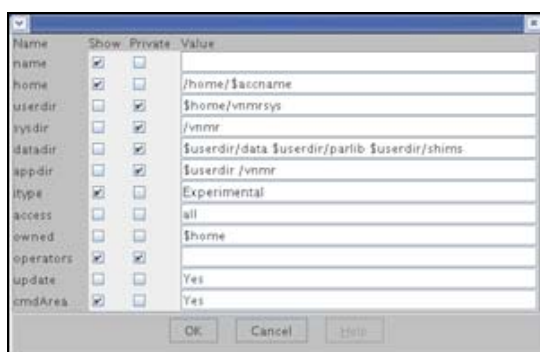 Name Show Private Value
name
home /home/$accname
userdir $home/vnmrsys
sysdir /vnmr
datadir $userdir/data $userdir/parlib $userdir/shims
appdir $userdir /vnmr
itype Experimental
access all
owned $home
operators
update Yes
cmdArea Yes
OK Cancel Help